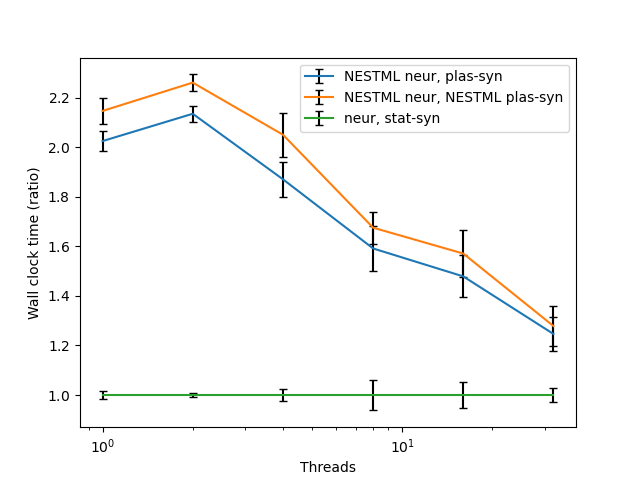 NESTML neur, plas-syn
NESTML neur, NESTML plas-syn
neur, stat-syn
2.2
2.0
1.8
1.6
1.4
1.2
1.0
Wall clock time (ratio)
10⁰
10¹
Threads